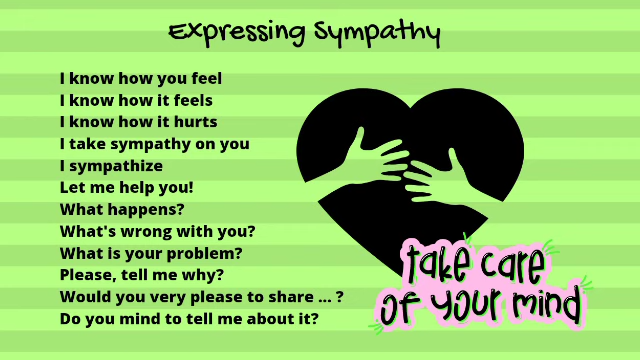 Expressing Sympathy
I know how you feel
I know how it feels
I know how it hurts
I take sympathy on you
I sympathize
Let me help you!
What happens?
What's wrong with you?
What is your problem?
Please, tell me why?
Would you very please to share ... ?
Do you mind to tell me about it?
take care
of your mind